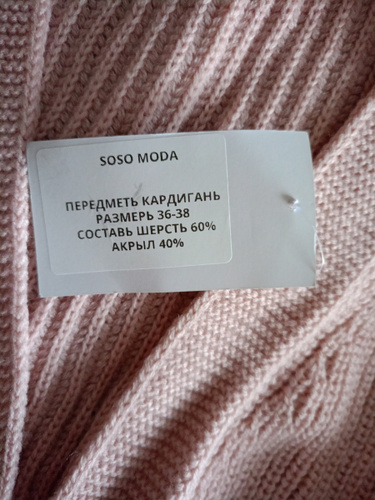 SOSO MODA
ПЕРЕДМЕТЬ КАРДИГАНЬ
РАЗМЕРЬ 36-38
СОСТАВЬ ШЕРСТЬ 60%
АКРЫЛ 40%